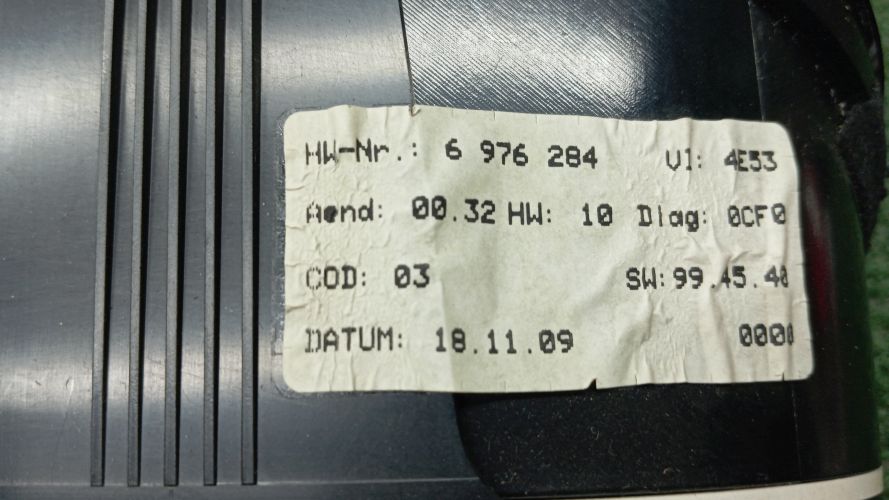 HW-Nr.: 6 976 284 VI: 4E53
Aend: 00.32 HW: 10 Diag: 0CF0
COD: 03 SW: 99.45.40
DATUM: 18.11.09 0000